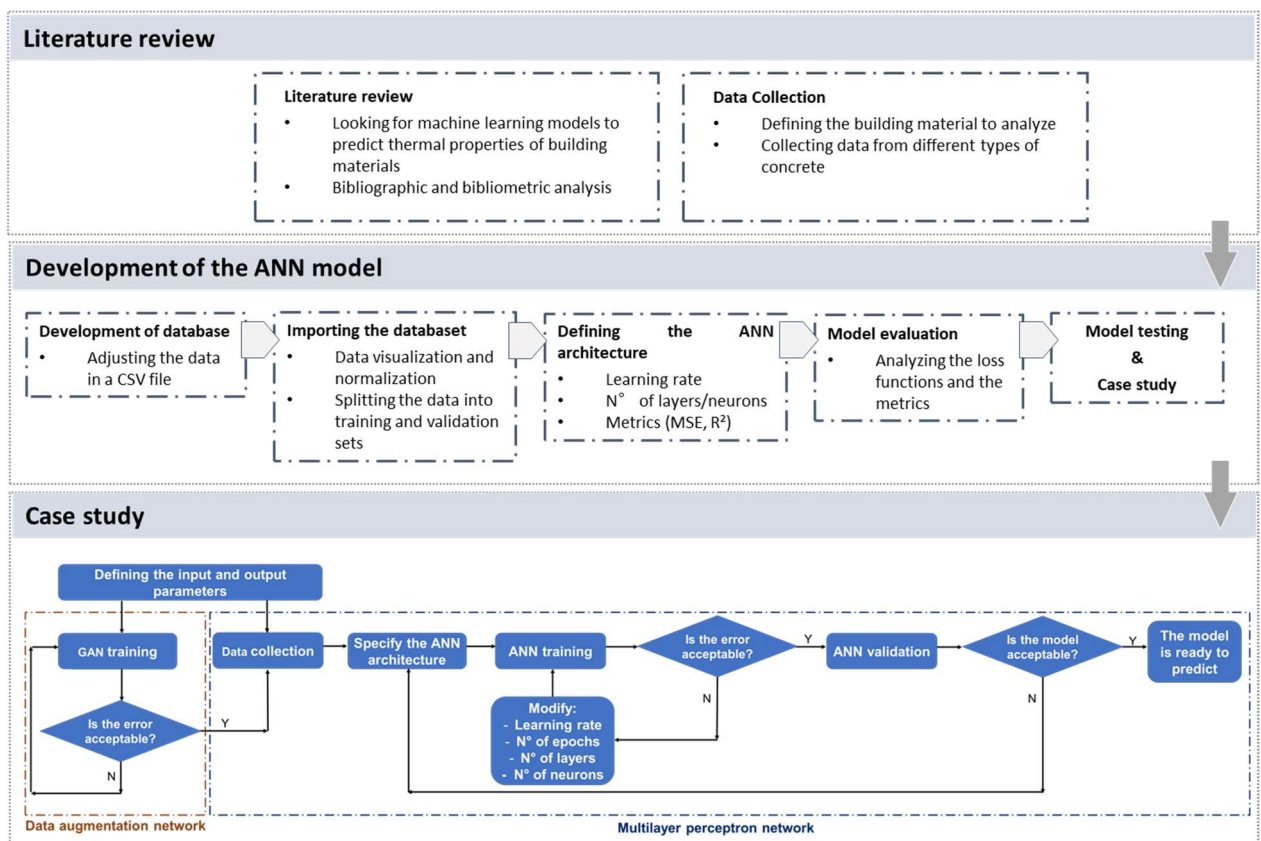 Literature review
Literature review
• Looking for machine learning models to
predict thermal properties of building
materials
• Bibliographic and bibliometric analysis
Data Collection
• Defining the building material to analyze
• Collecting data from different types of
concrete
Development of the ANN model
Development of database
• Adjusting the data
in a CSV file
Importing the databaset
• Data visualization and
normalization
• Splitting the data into
training and validation
sets
Defining the ANN
architecture
• Learning rate
• N° of layers/neurons
• Metrics (MSE, R²)
Model evaluation
• Analyzing the loss
functions and the
metrics
Model testing
&
Case study
Case study
Defining the input and output
parameters
GAN training
Is the error
acceptable?
Y
N
Data augmentation network
Data collection
Specify the ANN
architecture
ANN training
Is the error
acceptable?
Y
N
Modify:
- Learning rate
- N° of epochs
- N° of layers
- N° of neurons
ANN validation
Is the model
acceptable?
Y
N
The model
is ready to
predict
Multilayer perceptron network